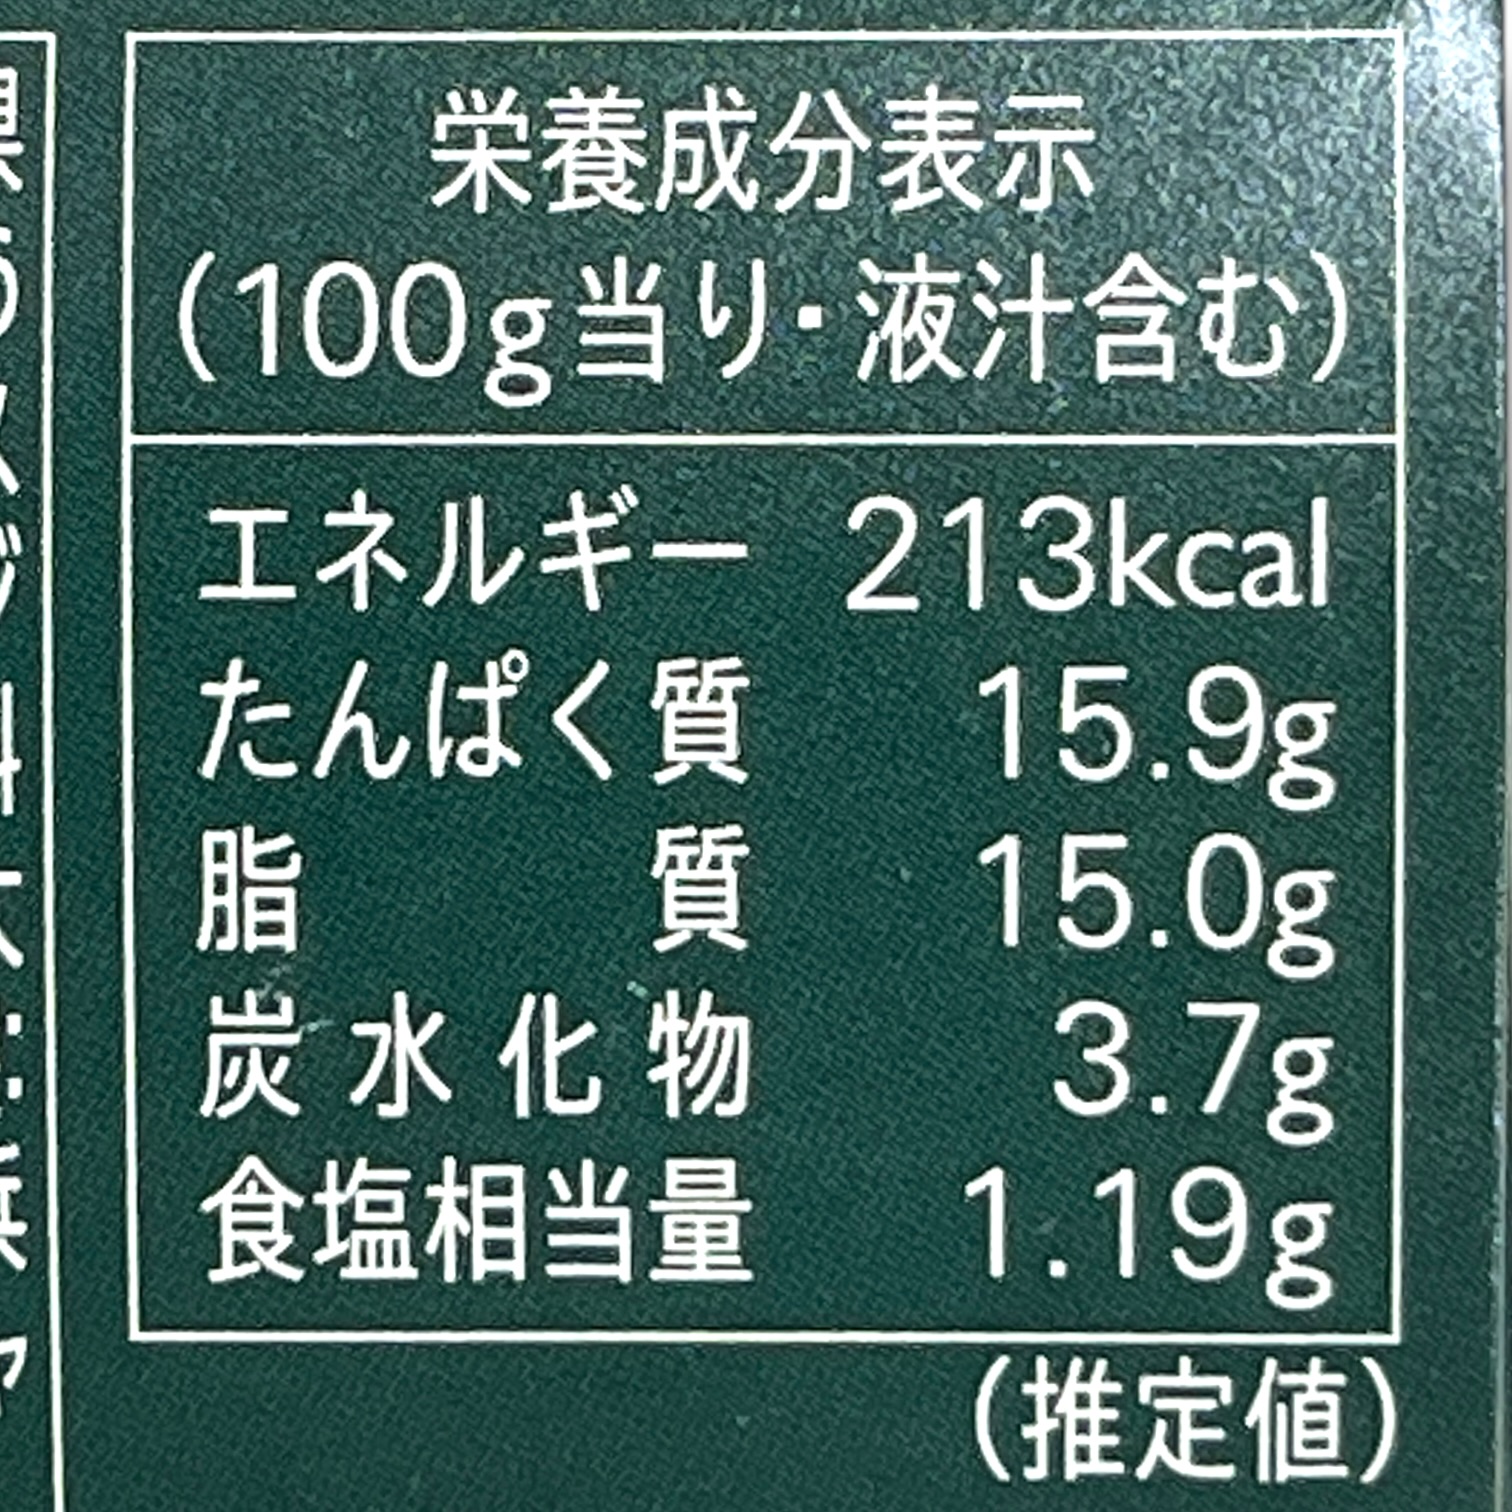 栄養成分表示
（100g当り・液汁含む）
エネルギー 213kcal
たんぱく質 15.9g
脂質 15.0g
炭水化物 3.7g
食塩相当量 1.19g
（推定値）